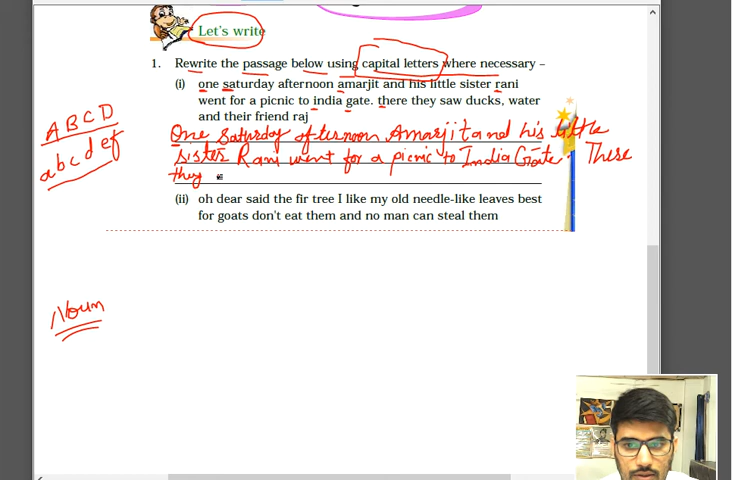 Let's write
1. Rewrite the passage below using capital letters where necessary –
(i) one saturday afternoon amarjit and his little sister rani
went for a picnic to india gate. there they saw ducks, water
and their friend raj
A B C D
a b c d e f
One Saturday afternoon Amarjit and his little
Sister Rani went for a picnic to India Gate. There
they
(ii) oh dear said the fir tree I like my old needle-like leaves best
for goats don't eat them and no man can steal them
Noun